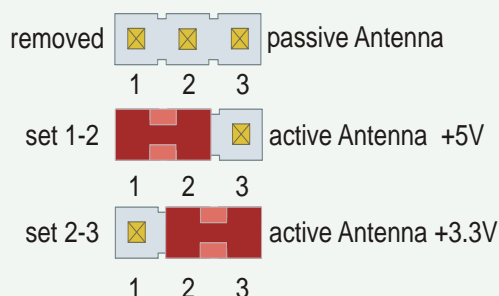 removed passive Antenna
1 2 3
set 1-2 active Antenna +5V
1 2 3
set 2-3 active Antenna +3.3V
1 2 3